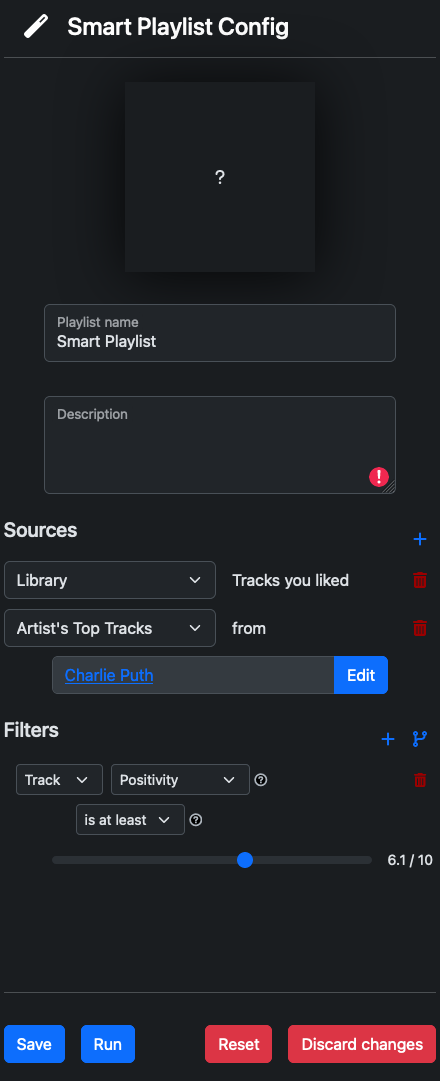 Smart Playlist Config
?
Playlist name
Smart Playlist
Description
!
Sources
Library Tracks you liked
Artist's Top Tracks from
Charlie Puth Edit
Filters
Track Positivity ?
is at least ?
6.1 / 10
Save Run Reset Discard changes